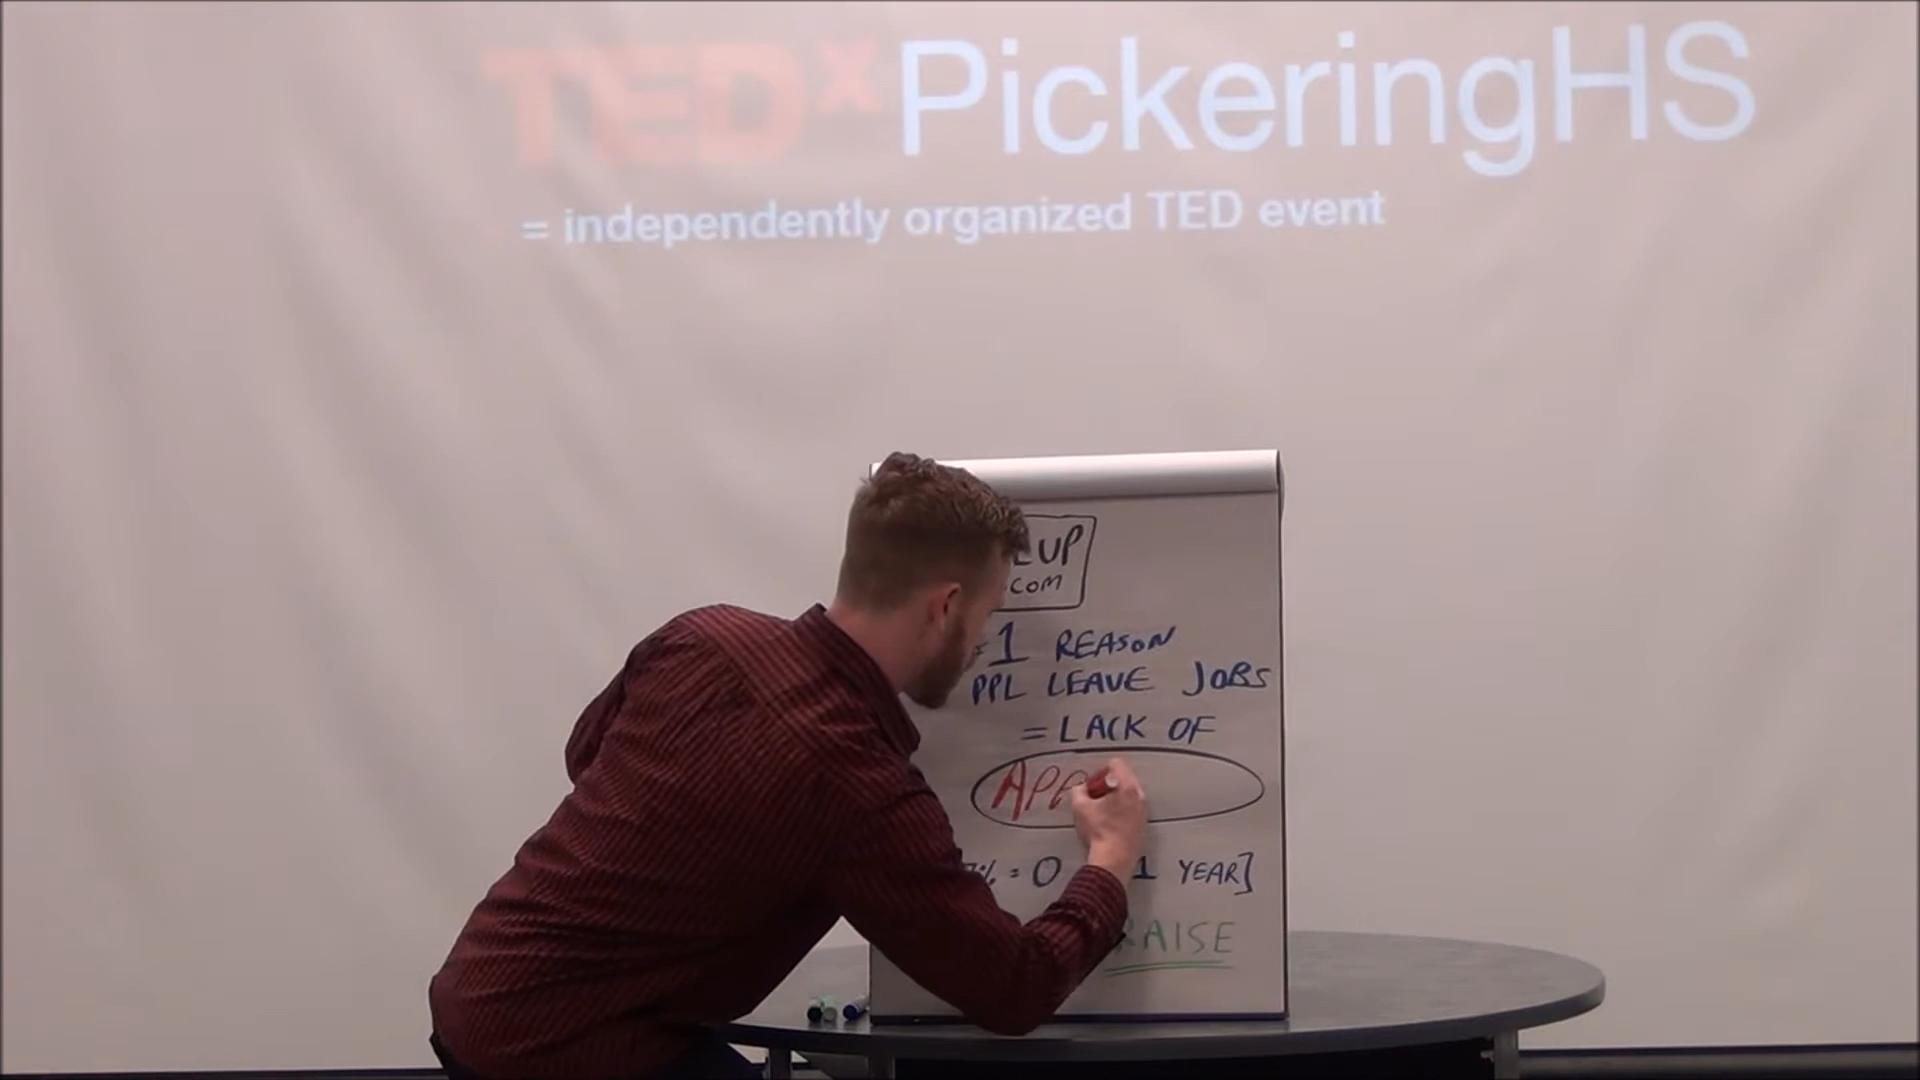 TEDx PickeringHS
= independently organized TED event
UP
.COM
1 REASON
PPL LEAVE JOBS
= LACK OF
% = 0 1 YEAR]
RAISE